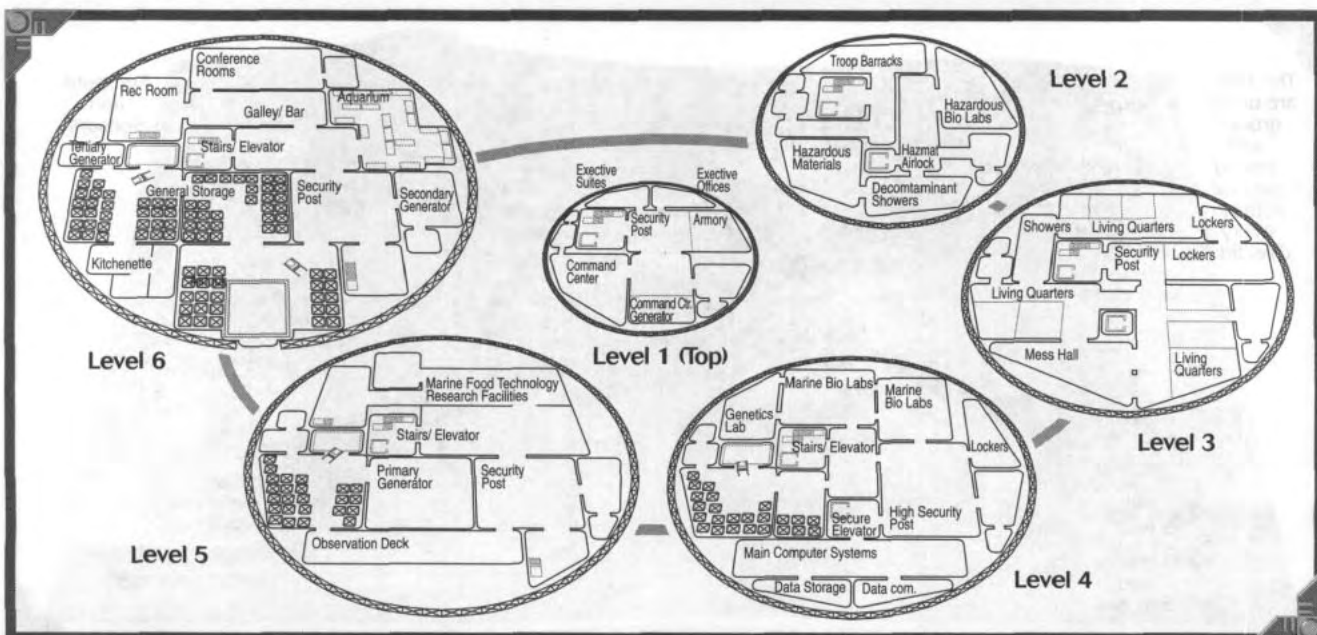 Conference
Rooms
Rec Room
Galley/ Bar
Aquarium
Tertiary
Generator
Stairs/ Elevator
General Storage
Security
Post
Secondary
Generator
Kitchenette
Level 6
Troop Barracks
Level 2
Hazardous
Bio Labs
Hazardous
Materials
Hazmat
Airlock
Decomtaminant
Showers
Exective
Suites
Exective
Offices
Security
Post
Armory
Command
Center
Command Ctr.
Generator
Level 1 (Top)
Showers
Living Quarters
Lockers
Security
Post
Lockers
Living Quarters
Mess Hall
Living
Quarters
Level 3
Marine Food Technology
Research Facilities
Stairs/ Elevator
Primary
Generator
Security
Post
Observation Deck
Level 5
Marine Bio Labs
Marine
Bio Labs
Genetics
Lab
Stairs/ Elevator
Lockers
Secure
Elevator
High Security
Post
Main Computer Systems
Data Storage
Data com.
Level 4